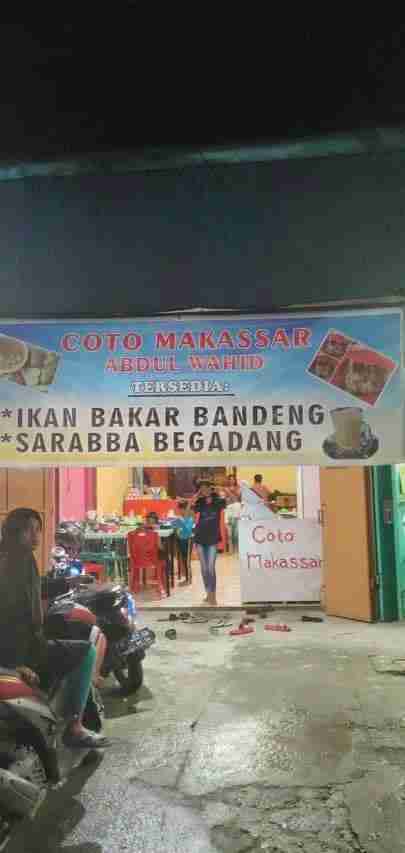 COTO MAKASSAR
ABDUL WAHID
TERSEDIA:
*IKAN BAKAR BANDENG
*SARABBA BEGADANG
Coto
Makassar